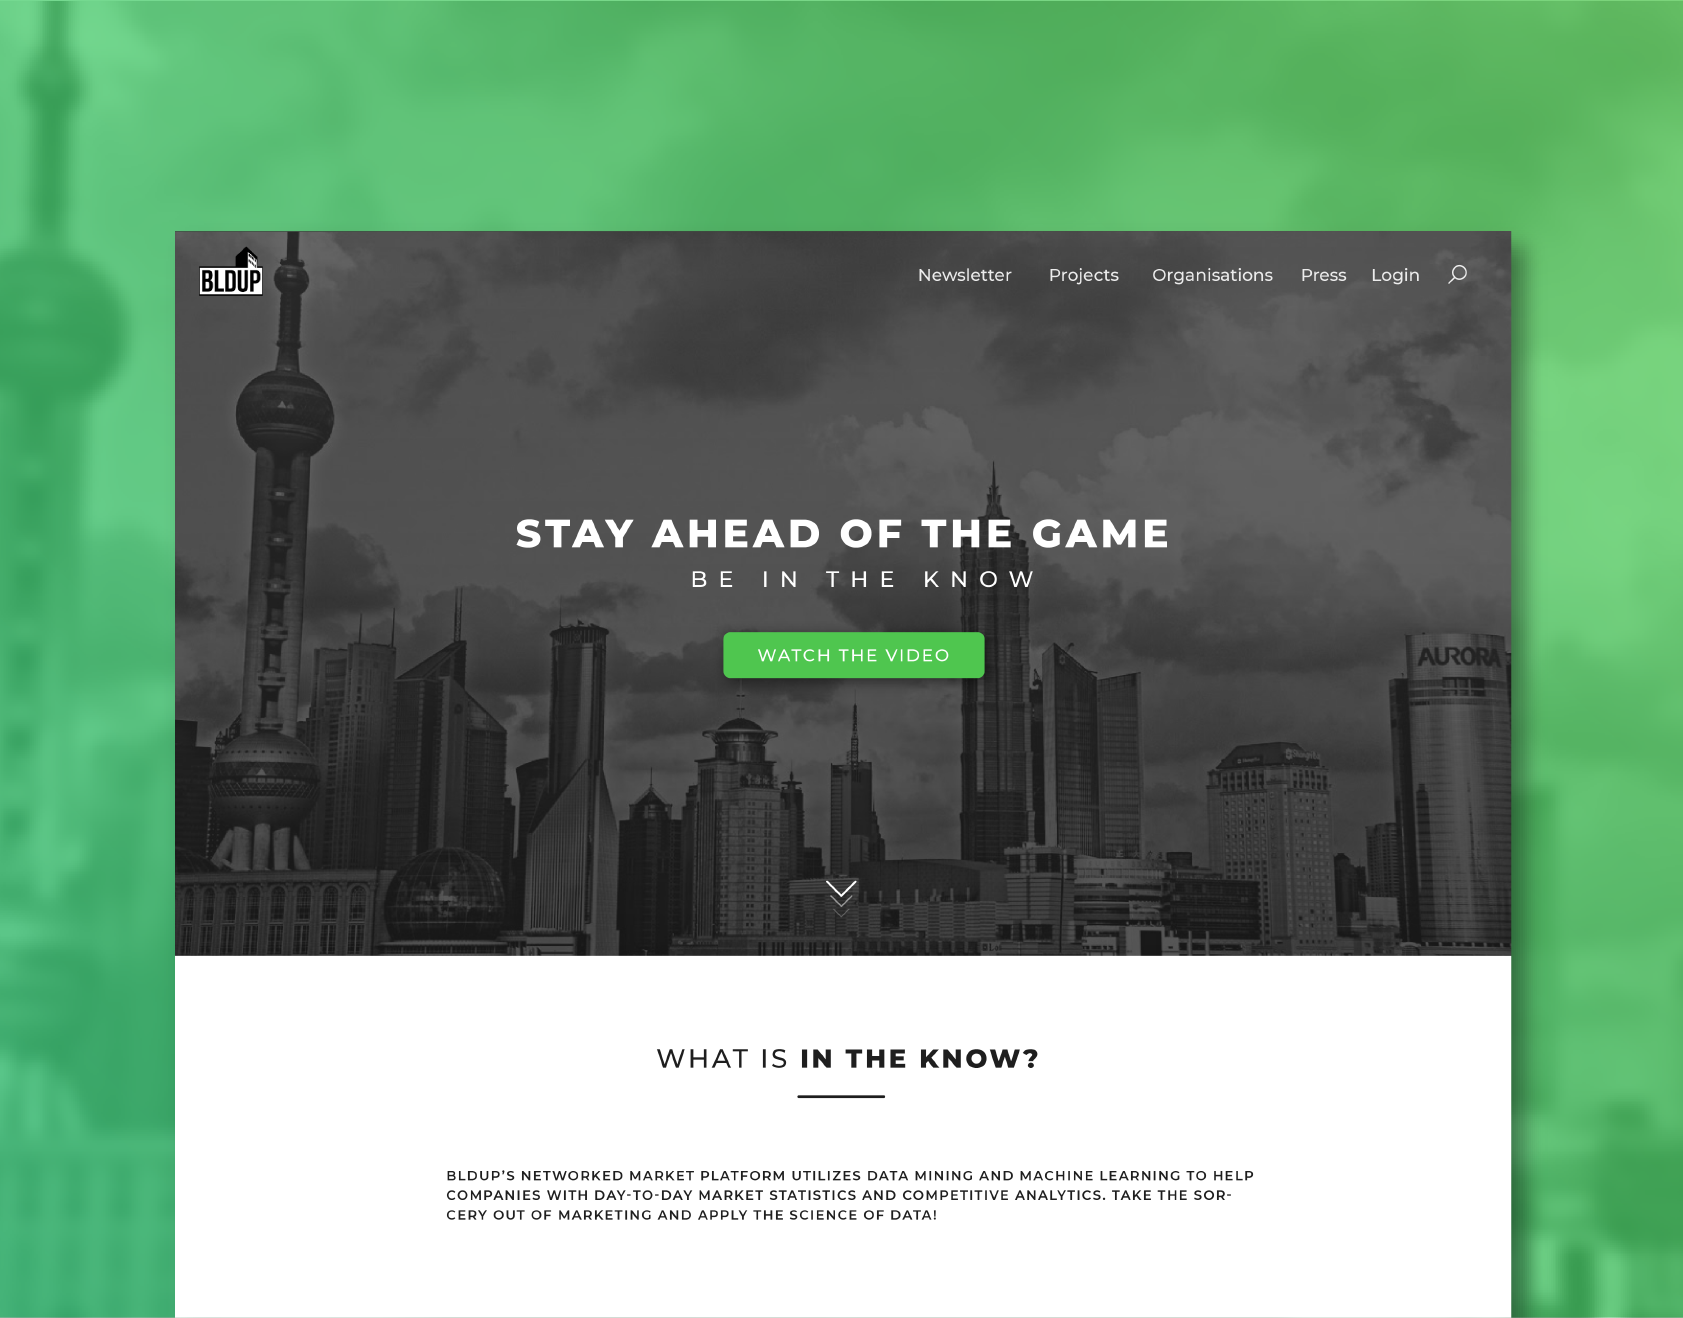 BLDUP
Newsletter Projects Organisations Press Login
STAY AHEAD OF THE GAME
BE IN THE KNOW
WATCH THE VIDEO
AURORA
WHAT IS IN THE KNOW?
BLDUP’S NETWORKED MARKET PLATFORM UTILIZES DATA MINING AND MACHINE LEARNING TO HELP
COMPANIES WITH DAY-TO-DAY MARKET STATISTICS AND COMPETITIVE ANALYTICS. TAKE THE SOR-
CERY OUT OF MARKETING AND APPLY THE SCIENCE OF DATA!